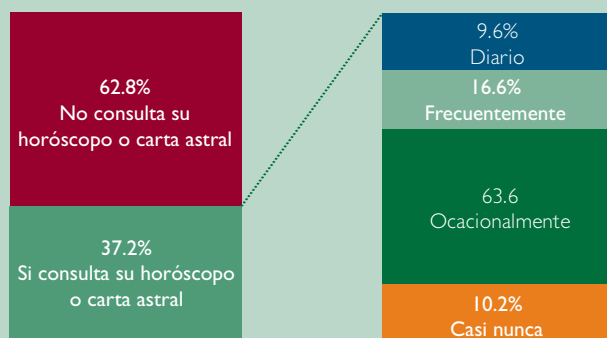 62.8%
No consulta su
horóscopo o carta astral
37.2%
Si consulta su horóscopo
o carta astral
9.6%
Diario
16.6%
Frecuentemente
63.6
Ocacionalmente
10.2%
Casi nunca